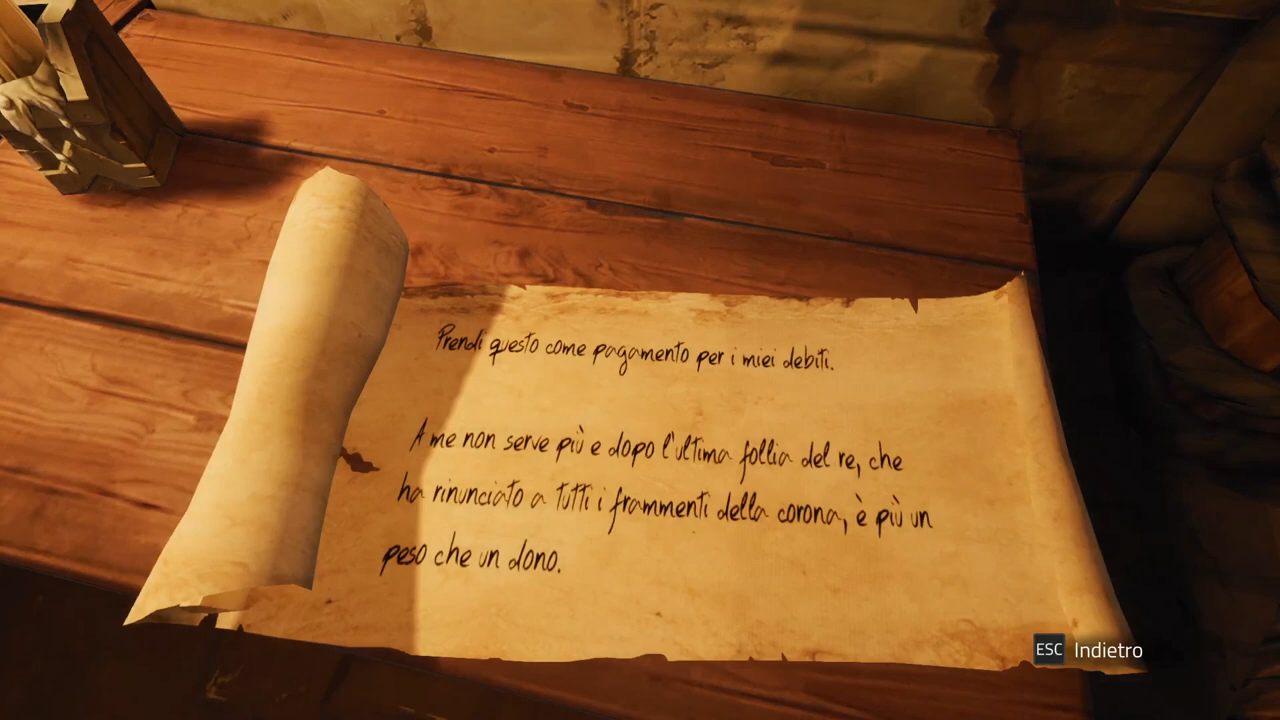 Prendi questo come pagamento per i miei debiti.
A me non serve più e dopo l'ultima follia del re, che
ha rinunciato a tutti i frammenti della corona, è più un
peso che un dono.
ESC Indietro